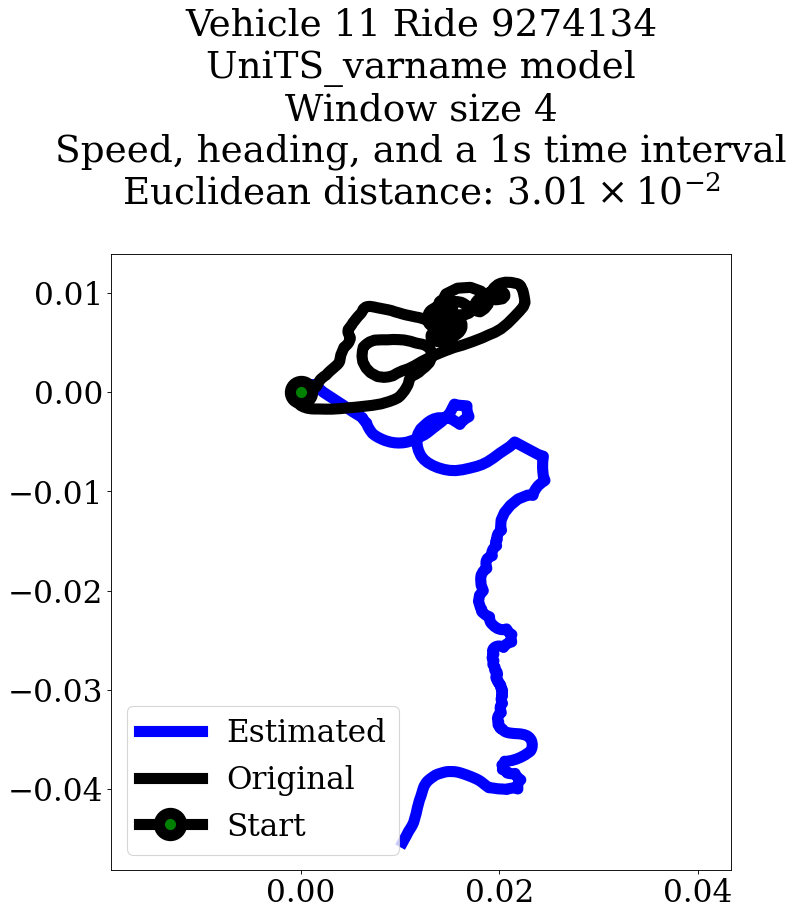 Vehicle 11 Ride 9274134
UniTS_varname model
Window size 4
Speed, heading, and a 1s time interval
Euclidean distance: 3.01 × 10⁻²
0.01
0.00
−0.01
−0.02
−0.03
−0.04
Estimated
Original
Start
0.00
0.02
0.04